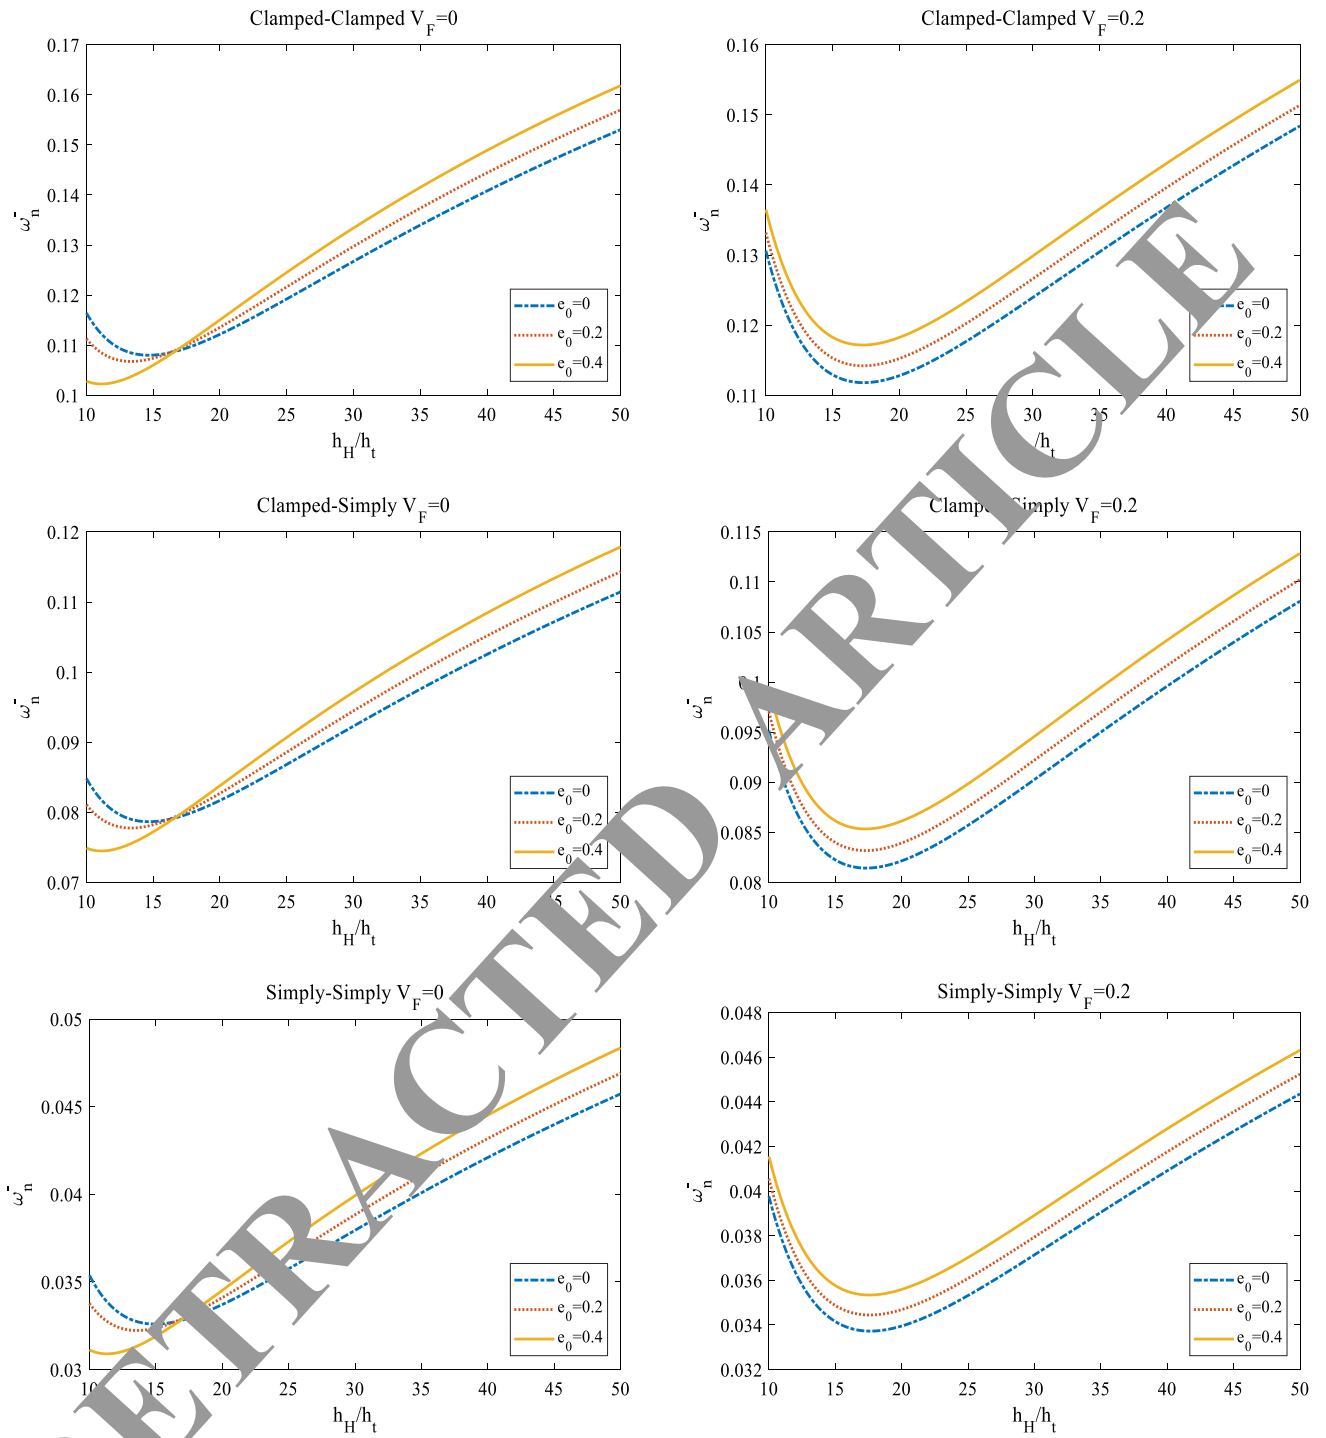 Clamped-Clamped V_F=0
0.17
0.16
0.15
0.14
0.13
0.12
0.11
0.1
ω̄_n
10 15 20 25 30 35 40 45 50
h_H/h_t
e_0=0
e_0=0.2
e_0=0.4
Clamped-Clamped V_F=0.2
0.16
0.15
0.14
0.13
0.12
0.11
ω̄_n
10 15 20 25 30 35 40 45 50
/h_t
e_0=0
e_0=0.2
e_0=0.4
Clamped-Simply V_F=0
0.12
0.11
0.1
0.09
0.08
0.07
ω̄_n
10 15 20 25 30 35 40 45 50
h_H/h_t
e_0=0
e_0=0.2
e_0=0.4
Clamped-Simply V_F=0.2
0.115
0.11
0.105
0.1
0.095
0.09
0.085
0.08
ω̄_n
10 15 20 25 30 35 40 45 50
h_H/h_t
e_0=0
e_0=0.2
e_0=0.4
Simply-Simply V_F=0
0.05
0.045
0.04
0.035
0.03
ω̄_n
10 15 20 25 30 35 40 45 50
h_H/h_t
e_0=0
e_0=0.2
e_0=0.4
Simply-Simply V_F=0.2
0.048
0.046
0.044
0.042
0.04
0.038
0.036
0.034
0.032
ω̄_n
10 15 20 25 30 35 40 45 50
h_H/h_t
e_0=0
e_0=0.2
e_0=0.4
RETRACTED ARTICLE